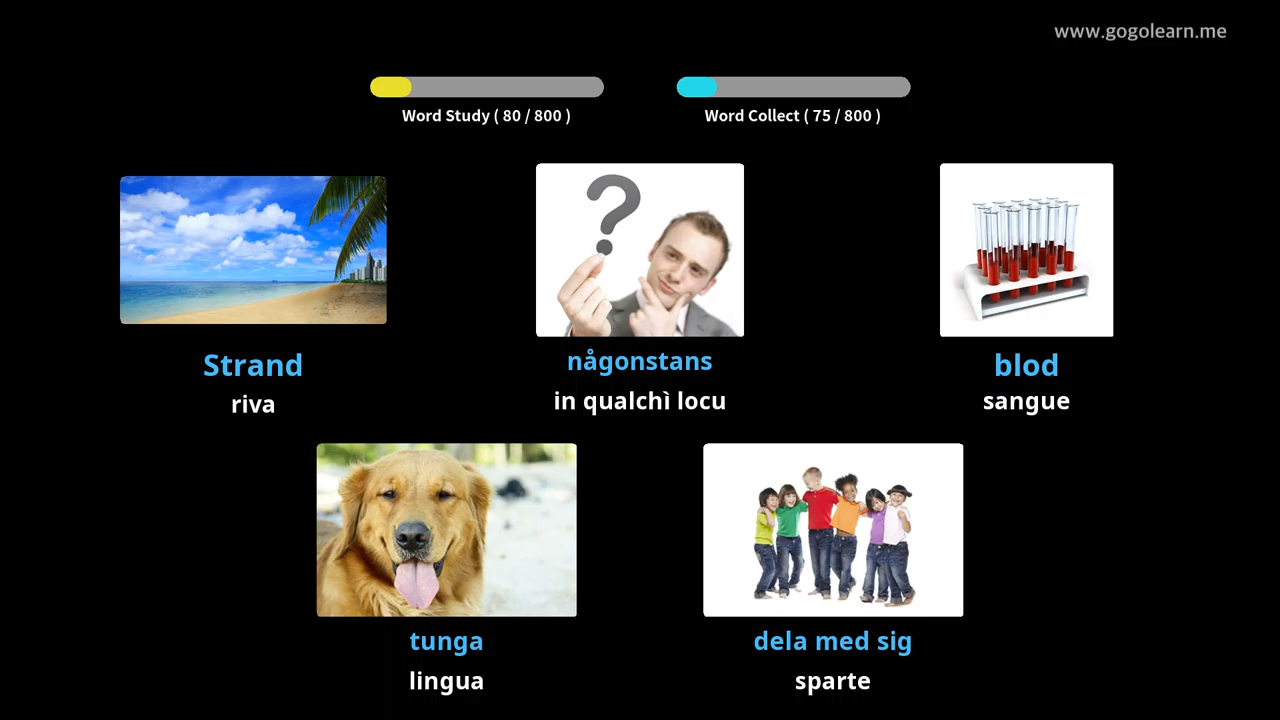 www.gogolearn.me
Word Study ( 80 / 800 )
Word Collect ( 75 / 800 )
Strand
riva
någonstans
in qualchì locu
blod
sangue
tunga
lingua
dela med sig
sparte